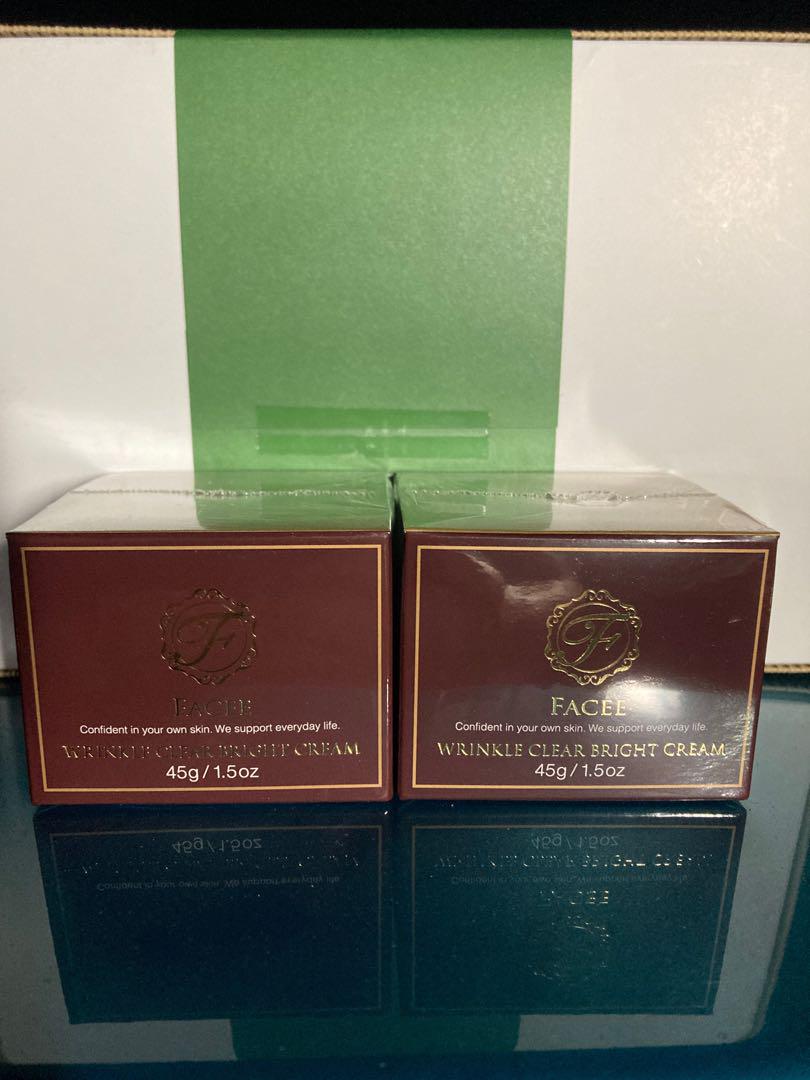 F
FACEE
Confident in your own skin. We support everyday life.
WRINKLE CLEAR BRIGHT CREAM
45g / 1.5oz
F
FACEE
Confident in your own skin. We support everyday life.
WRINKLE CLEAR BRIGHT CREAM
45g / 1.5oz